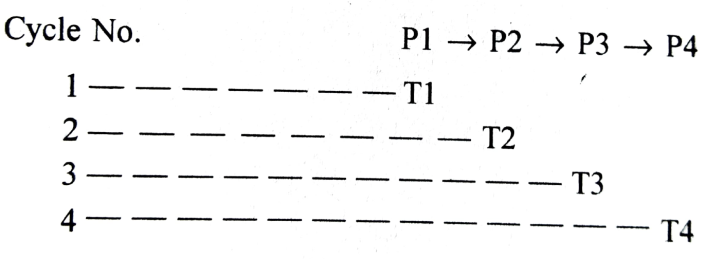 Cycle No. P1 → P2 → P3 → P4
1 — — — — — — — — — T1
2 — — — — — — — — — T2
3 — — — — — — — — — — — T3
4 — — — — — — — — — — — — — T4